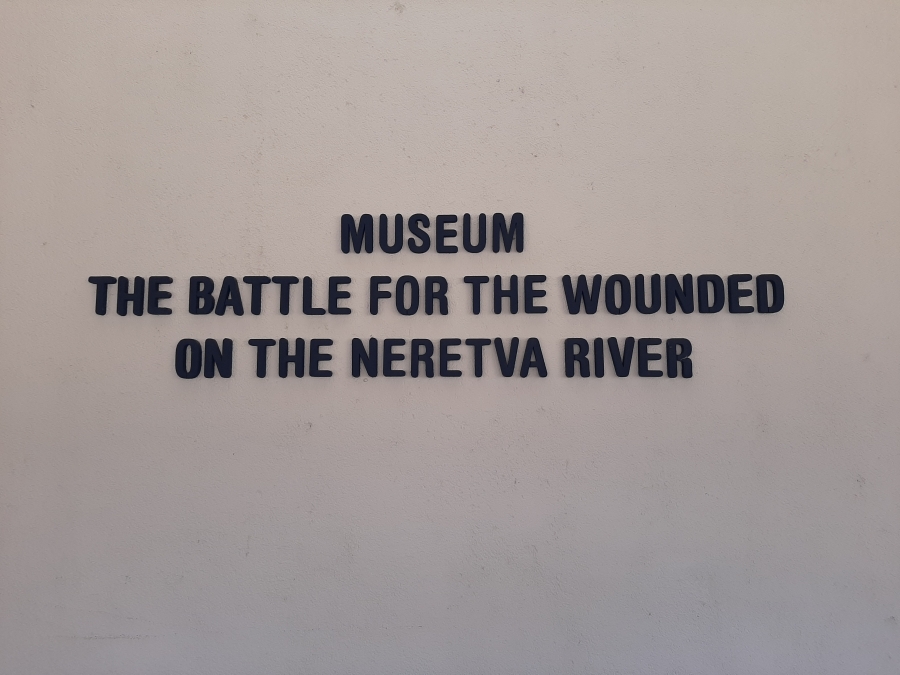 MUSEUM
THE BATTLE FOR THE WOUNDED
ON THE NERETVA RIVER